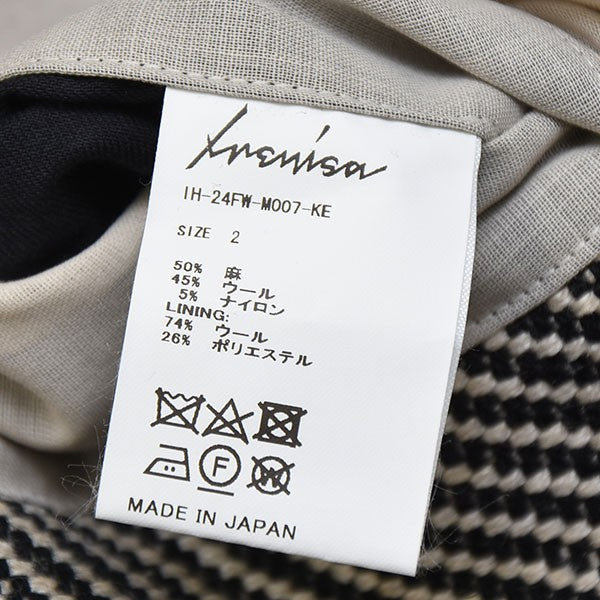 IH-24FW-M007-KE
SIZE 2
50% 麻
45% ウール
5% ナイロン
LINING:
74% ウール
26% ポリエステル
F W
MADE IN JAPAN